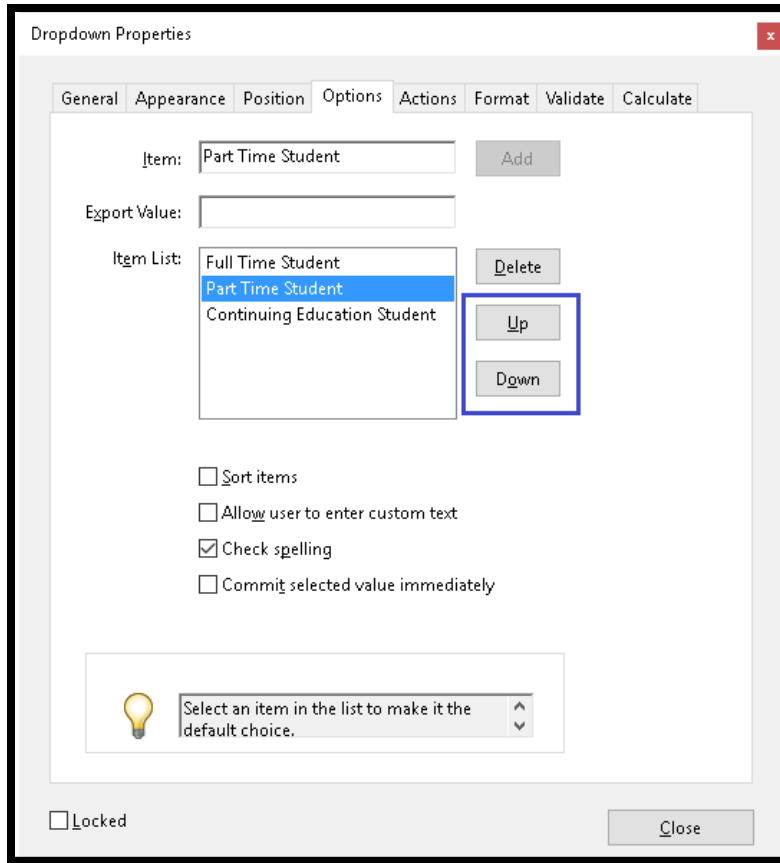 Dropdown Properties
x
General Appearance Position Options Actions Format Validate Calculate
Item: Part Time Student Add
Export Value:
Item List: Full Time Student Delete
Part Time Student
Continuing Education Student Up
Down
Sort items
Allow user to enter custom text
Check spelling
Commit selected value immediately
Select an item in the list to make it the
default choice.
Locked
Close